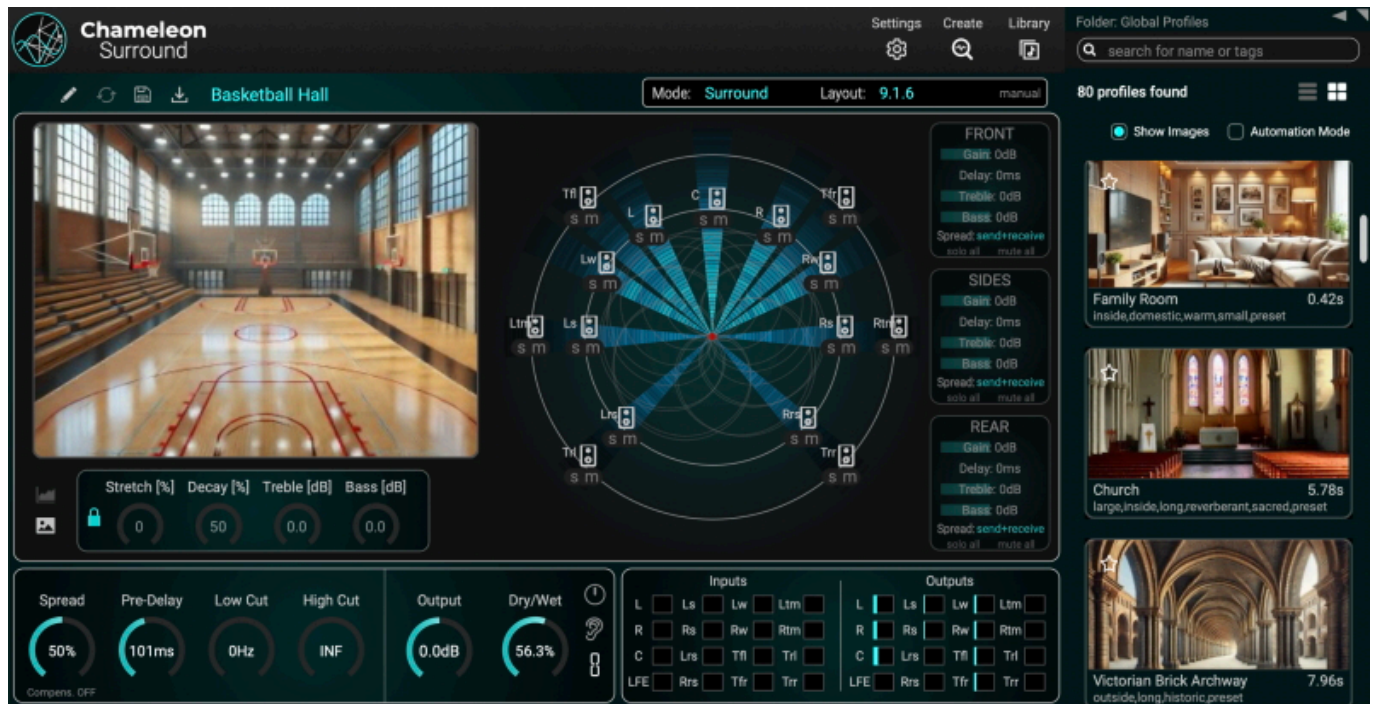 Chameleon
Surround
Settings Create Library
Folder: Global Profiles
search for name or tags
Basketball Hall
Mode: Surround Layout: 9.1.6 manual
80 profiles found
Show Images Automation Mode
FRONT
Gain: 0dB
Delay: 0ms
Treble: 0dB
Bass: 0dB
Spread: send+receive
solo all mute all
SIDES
Gain: 0dB
Delay: 0ms
Treble: 0dB
Bass: 0dB
Spread: send+receive
solo all mute all
REAR
Gain: 0dB
Delay: 0ms
Treble: 0dB
Bass: 0dB
Spread: send+receive
solo all mute all
Tfl C Tfr
s m L s m R s m
s m s m
Lw Rw
s m s m
Ltm Ls Rs Rtm
s m s m s m s m
Lrs Rrs
s m s m
Trl Trr
s m s m
Family Room 0.42s
inside,domestic,warm,small,preset
Church 5.78s
large,inside,long,reverberant,sacred,preset
Victorian Brick Archway 7.96s
outside,long,historic,preset
Stretch [%] Decay [%] Treble [dB] Bass [dB]
0 50 0.0 0.0
Spread Pre-Delay Low Cut High Cut Output Dry/Wet
50% 101ms 0Hz INF 0.0dB 56.3%
Compens. OFF
Inputs
L Ls Lw Ltm
R Rs Rw Rtm
C Lrs Tfl Trl
LFE Rrs Tfr Trr
Outputs
L Ls Lw Ltm
R Rs Rw Rtm
C Lrs Tfl Trl
LFE Rrs Tfr Trr